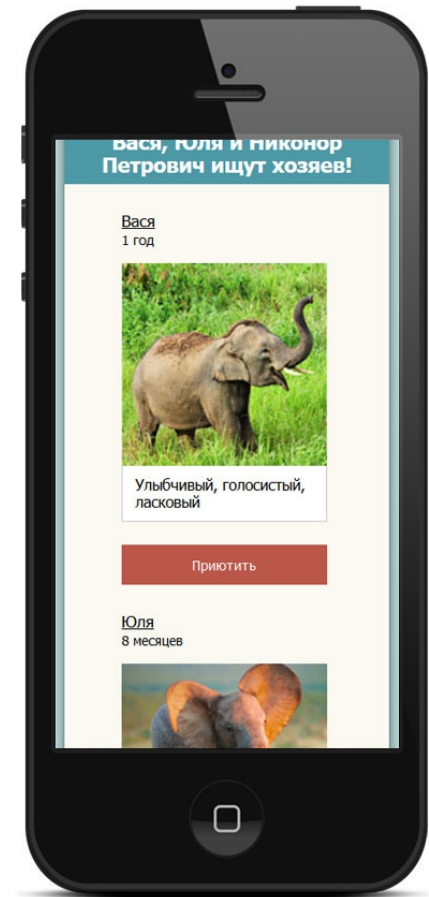 Вася, Юля и Никонор
Петрович ищут хозяев!
Вася
1 год
Улыбчивый, голосистый,
ласковый
Приютить
Юля
8 месяцев